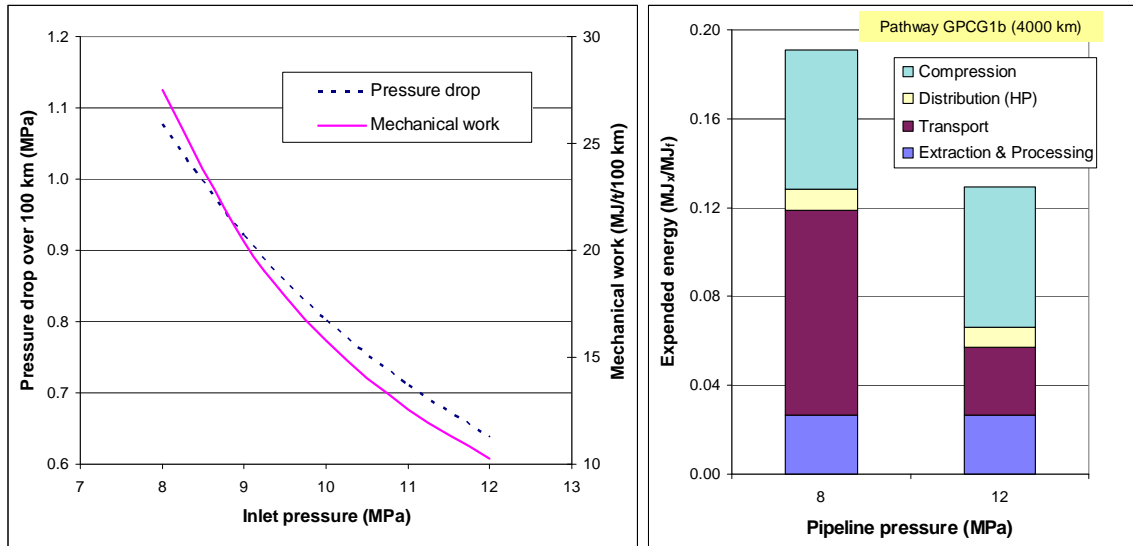 1.2
1.1
1.0
0.9
0.8
0.7
0.6
Pressure drop over 100 km (MPa)
Pressure drop
Mechanical work
30
25
20
15
10
Mechanical work (MJ/t/100 km)
7 8 9 10 11 12 13
Inlet pressure (MPa)
Pathway GPCG1b (4000 km)
0.20
0.16
0.12
0.08
0.04
0.00
Expended energy (MJx/MJf)
Compression
Distribution (HP)
Transport
Extraction & Processing
8 12
Pipeline pressure (MPa)